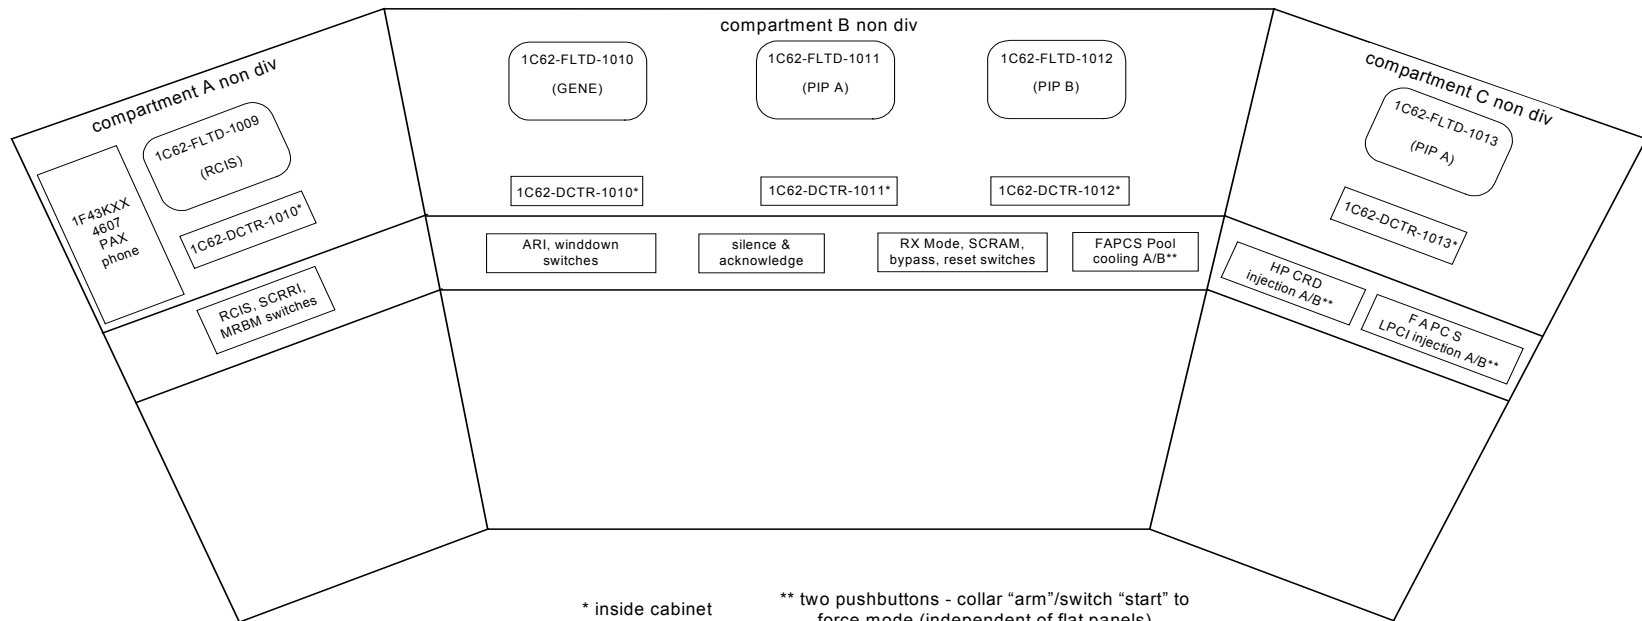 compartment A non div
1C62-FLTD-1009
(RCIS)
1F43KXX
4607
PAX
phone
1C62-DCTR-1010*
RCIS, SCRRI,
MRBM switches
compartment B non div
1C62-FLTD-1010
(GENE)
1C62-FLTD-1011
(PIP A)
1C62-FLTD-1012
(PIP B)
1C62-DCTR-1010*
1C62-DCTR-1011*
1C62-DCTR-1012*
ARI, winddown
switches
silence &
acknowledge
RX Mode, SCRAM,
bypass, reset switches
FAPCS Pool
cooling A/B**
compartment C non div
1C62-FLTD-1013
(PIP A)
1C62-DCTR-1013*
HP CRD
injection A/B**
FAPCS
LPCI injection A/B**
* inside cabinet
** two pushbuttons - collar “arm”/switch “start” to
force mode (independent of flat panels)